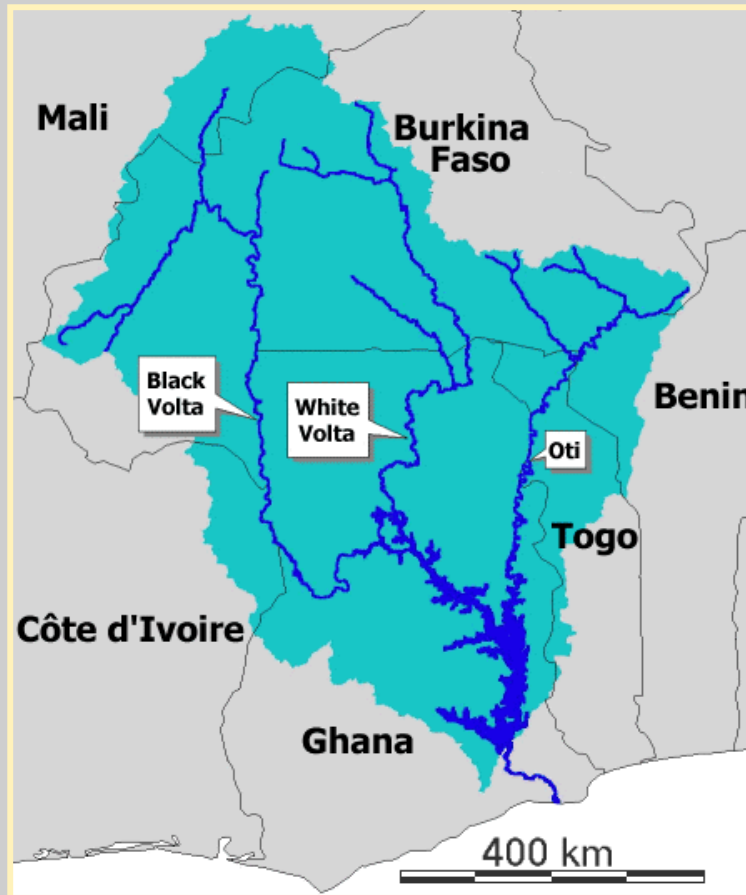 Mali
Burkina
Faso
Black
Volta
White
Volta
Benin
Oti
Togo
Côte d'Ivoire
Ghana
400 km